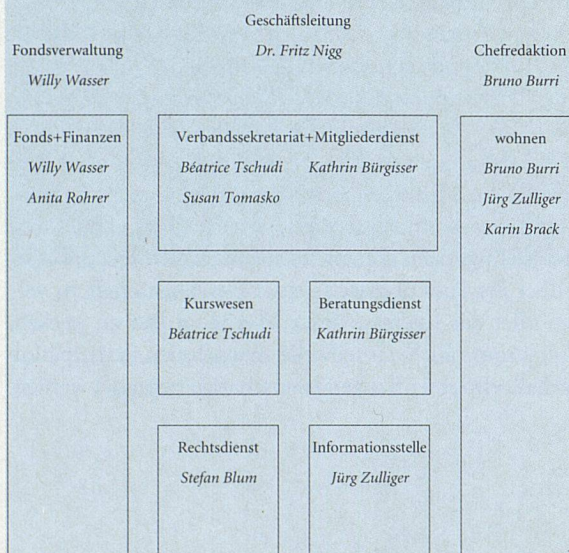 Geschäftsleitung
Dr. Fritz Nigg
Fondsverwaltung
Willy Wasser
Chefredaktion
Bruno Burri
Fonds+Finanzen
Willy Wasser
Anita Rohrer
Verbandssekretariat+Mitgliederdienst
Béatrice Tschudi Kathrin Bürgisser
Susan Tomasko
wohnen
Bruno Burri
Jürg Zulliger
Karin Brack
Kurswesen
Béatrice Tschudi
Beratungsdienst
Kathrin Bürgisser
Rechtsdienst
Stefan Blum
Informationsstelle
Jürg Zulliger